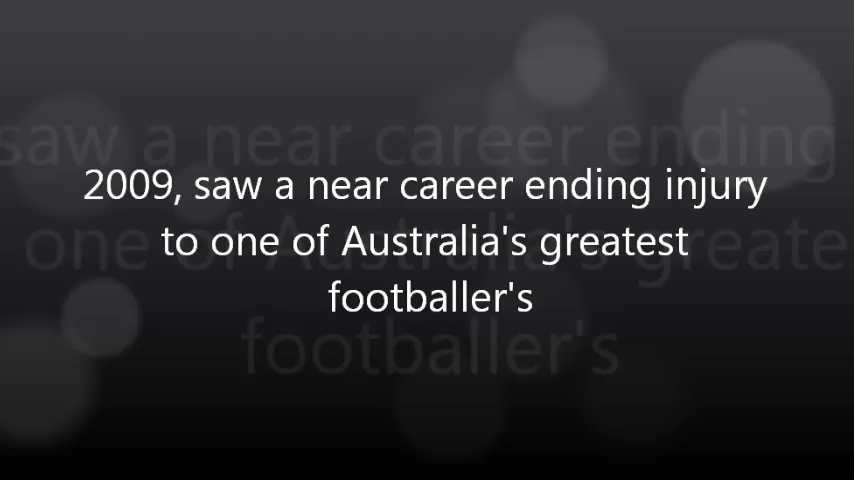 2009, saw a near career ending injury
to one of Australia's greatest
footballer's